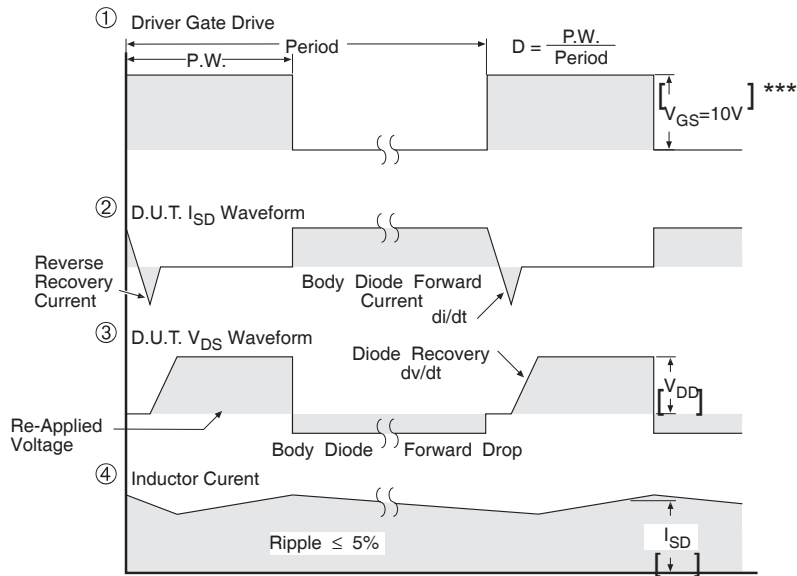 ① Driver Gate Drive
Period
P.W.
D = P.W. / Period
[ V_GS=10V ] ***
② D.U.T. I_SD Waveform
Reverse
Recovery
Current
Body Diode Forward
Current
di/dt
③ D.U.T. V_DS Waveform
Diode Recovery
dv/dt
[ V_DD ]
Re-Applied
Voltage
Body Diode Forward Drop
④ Inductor Curent
Ripple ≤ 5%
[ I_SD ]